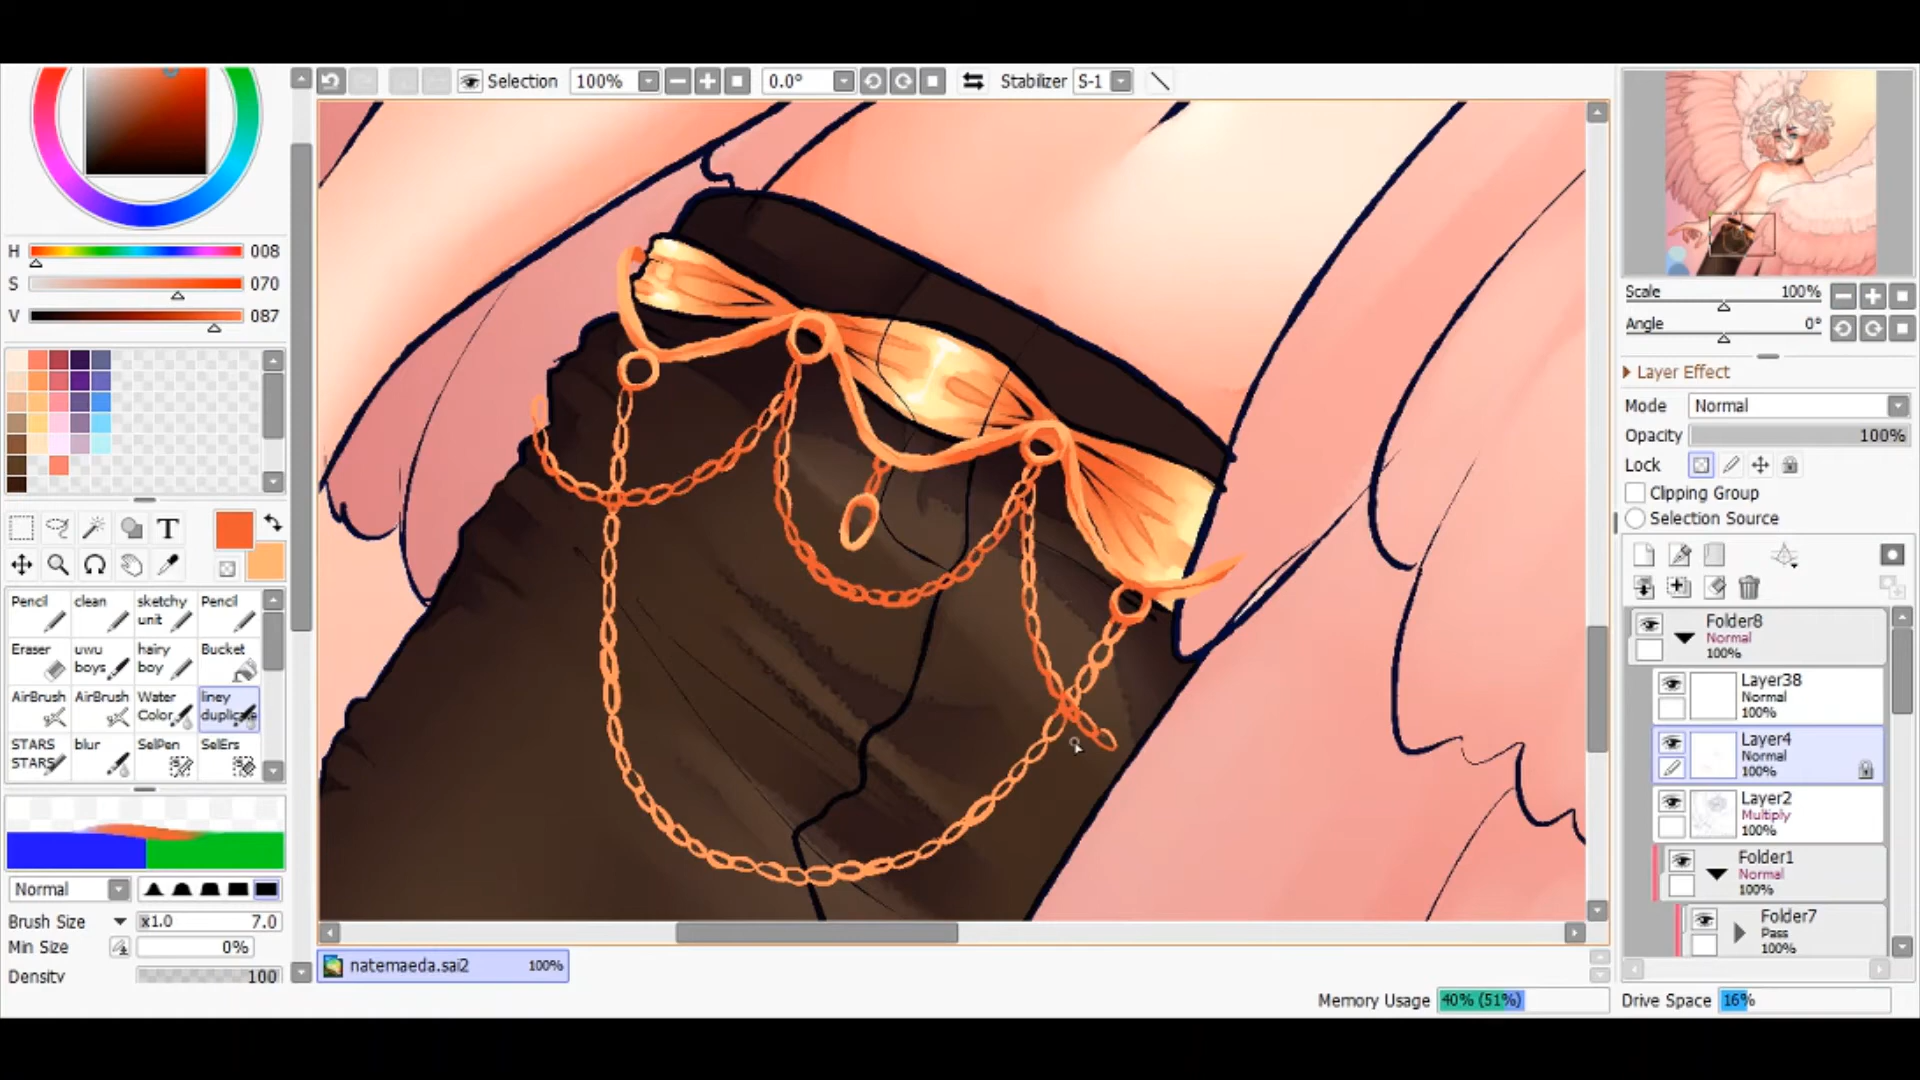 Selection 100% 0.0° Stabilizer S-1
H 008
S 070
V 087
T
Pencil clean sketchy unit Pencil
Eraser uwu boys hairy boy Bucket
AirBrush AirBrush Water Color liney duplicate
STARS STARS blur SelPen SelErs
Normal
Brush Size x1.0 7.0
Min Size 0%
Density 100
natemaeda.sai2 100%
Memory Usage 40% (51%)
Drive Space 16%
Scale 100%
Angle 0°
Layer Effect
Mode Normal
Opacity 100%
Lock
Clipping Group
Selection Source
Folder8
Normal
100%
Layer38
Normal
100%
Layer4
Normal
100%
Layer2
Multiply
100%
Folder1
Normal
100%
Folder7
Pass
100%